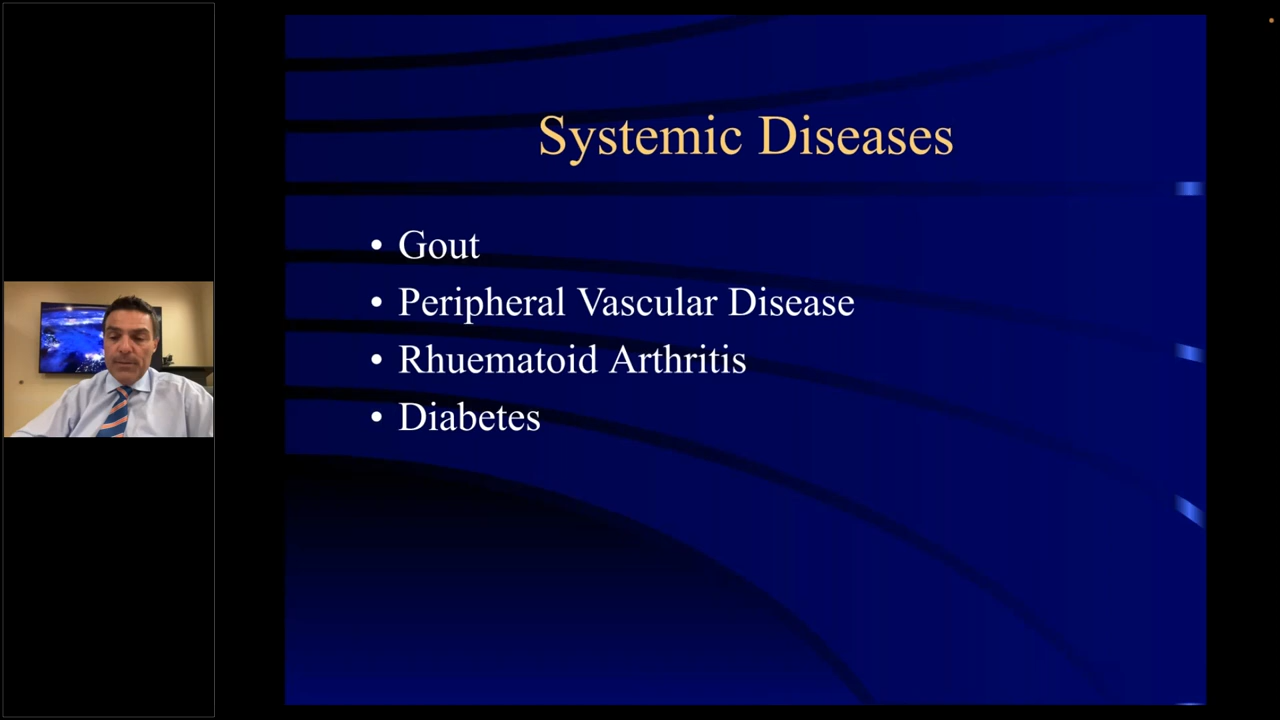 Systemic Diseases
• Gout
• Peripheral Vascular Disease
• Rhuematoid Arthritis
• Diabetes